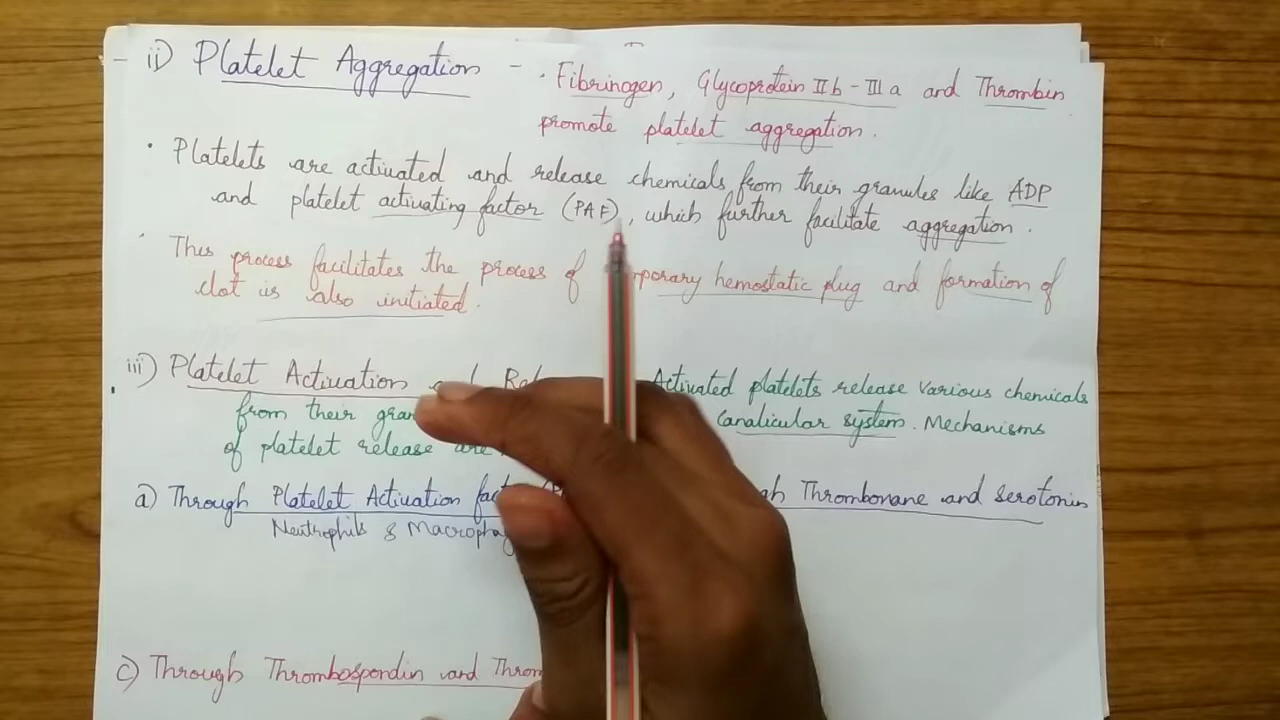 ii) Platelet Aggregation - · Fibrinogen, Glycoprotein IIb - IIIa and Thrombin
promote platelet aggregation.
· Platelets are activated and release chemicals from their granules like ADP
and platelet activating factor (PAF), which further facilitate aggregation.
· This process facilitates the process of hemostatic plug and formation of
clot is also initiated.
iii) Platelet Activation Activated platelets release various chemicals
from their canalicular system. Mechanisms
of platelet release are
a) Through Platelet Activation Thromboxane and Serotonin
Neutrophils &
c) Through Thrombospondin and